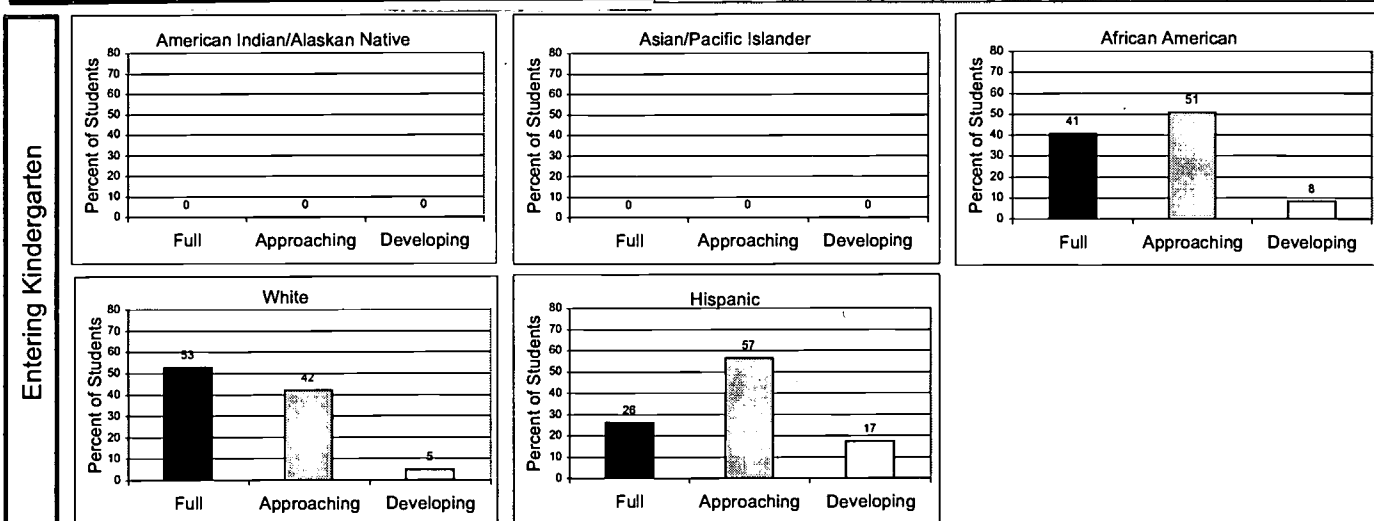 Entering Kindergarten
American Indian/Alaskan Native
Percent of Students
80
70
60
50
40
30
20
10
0
0 0 0
Full Approaching Developing
Asian/Pacific Islander
Percent of Students
80
70
60
50
40
30
20
10
0
0 0 0
Full Approaching Developing
African American
Percent of Students
80
70
60
50
40
30
20
10
0
41 51 8
Full Approaching Developing
White
Percent of Students
80
70
60
50
40
30
20
10
0
53 42 5
Full Approaching Developing
Hispanic
Percent of Students
80
70
60
50
40
30
20
10
0
26 57 17
Full Approaching Developing